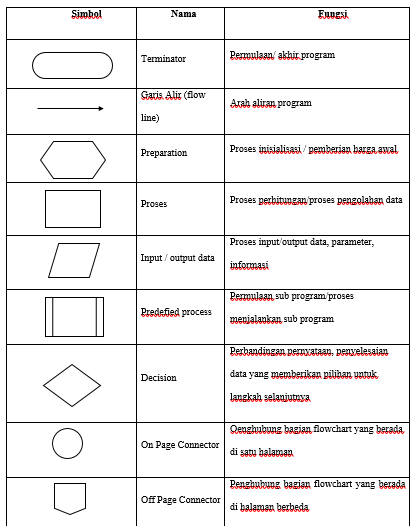 Simbol Nama Fungsi
Terminator
Permulaan/ akhir program
Garis Alir (flow
line)
Arah aliran program
Preparation
Proses inisialisasi / pemberian harga awal
Proses
Proses perhitungan/proses pengolahan data
Input / output data
Proses input/output data, parameter,
informasi
Predefied process
Permulaan sub program/proses
menjalankan sub program
Decision
Perbandingan pernyataan, penyelesaian
data yang memberikan pilihan untuk
langkah selanjutnya
On Page Connector
Oenghubung bagian flowchart yang berada
di satu halaman
Off Page Connector
Penghubung bagian flowchart yang berada
di halaman berbeda